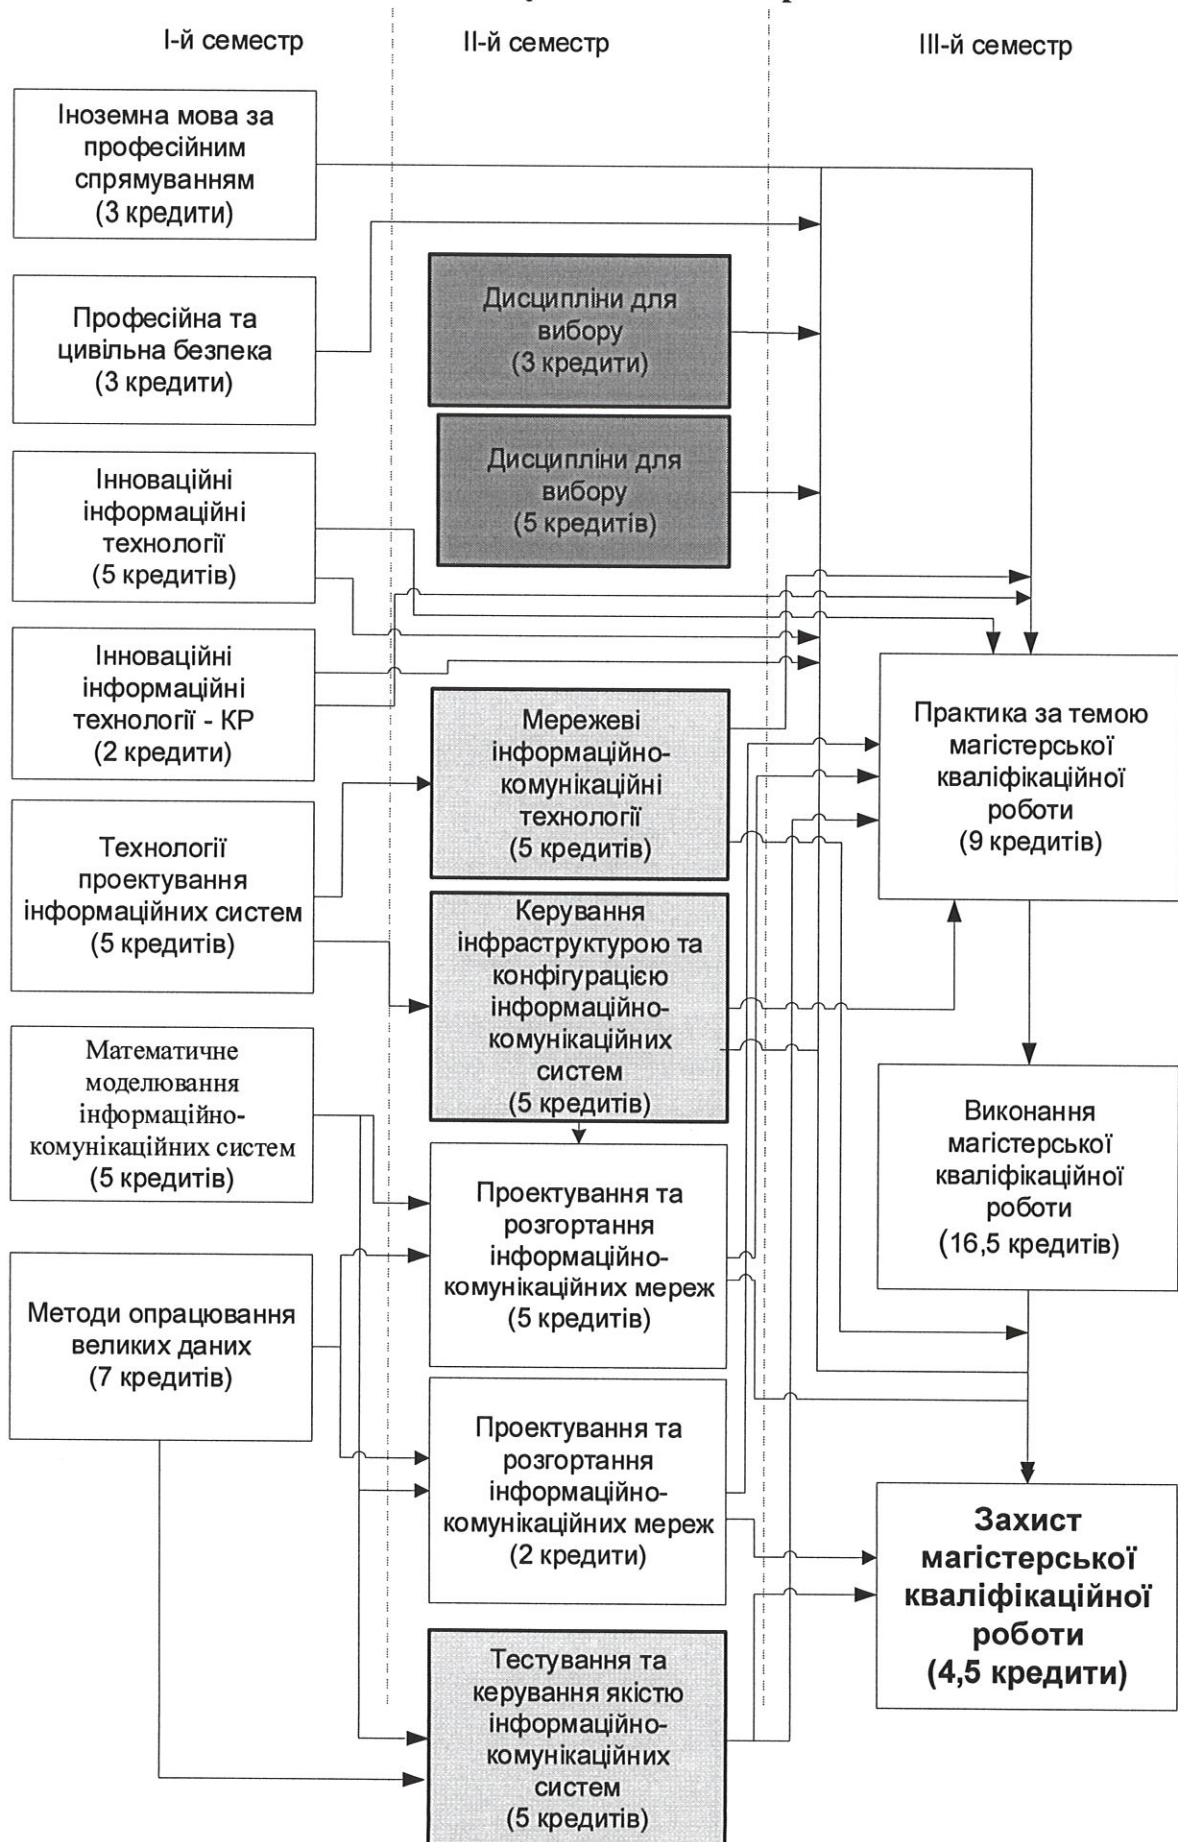 І-й семестр
ІІ-й семестр
ІІІ-й семестр
Іноземна мова за
професійним
спрямуванням
(3 кредити)
Професійна та
цивільна безпека
(3 кредити)
Інноваційні
інформаційні
технології
(5 кредитів)
Інноваційні
інформаційні
технології - КР
(2 кредити)
Технології
проектування
інформаційних систем
(5 кредитів)
Математичне
моделювання
інформаційно-
комунікаційних систем
(5 кредитів)
Методи опрацювання
великих даних
(7 кредитів)
Дисципліни для
вибору
(3 кредити)
Дисципліни для
вибору
(5 кредитів)
Мережеві
інформаційно-
комунікаційні
технології
(5 кредитів)
Керування
інфраструктурою та
конфігурацією
інформаційно-
комунікаційних
систем
(5 кредитів)
Проектування та
розгортання
інформаційно-
комунікаційних мереж
(5 кредитів)
Проектування та
розгортання
інформаційно-
комунікаційних мереж
(2 кредити)
Тестування та
керування якістю
інформаційно-
комунікаційних
систем
(5 кредитів)
Практика за темою
магістерської
кваліфікаційної
роботи
(9 кредитів)
Виконання
магістерської
кваліфікаційної
роботи
(16,5 кредитів)
Захист
магістерської
кваліфікаційної
роботи
(4,5 кредити)